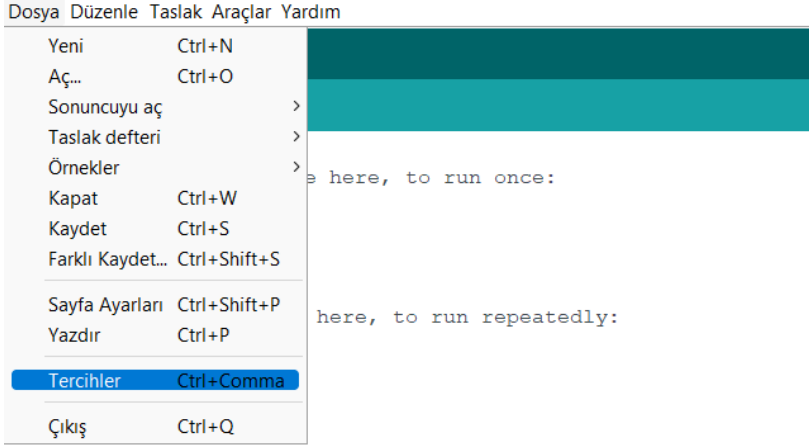 Dosya Düzenle Taslak Araçlar Yardım
Yeni Ctrl+N
Aç... Ctrl+O
Sonuncuyu aç
Taslak defteri
Örnekler
here, to run once:
Kapat Ctrl+W
Kaydet Ctrl+S
Farklı Kaydet... Ctrl+Shift+S
Sayfa Ayarları Ctrl+Shift+P
here, to run repeatedly:
Yazdır Ctrl+P
Tercihler Ctrl+Comma
Çıkış Ctrl+Q